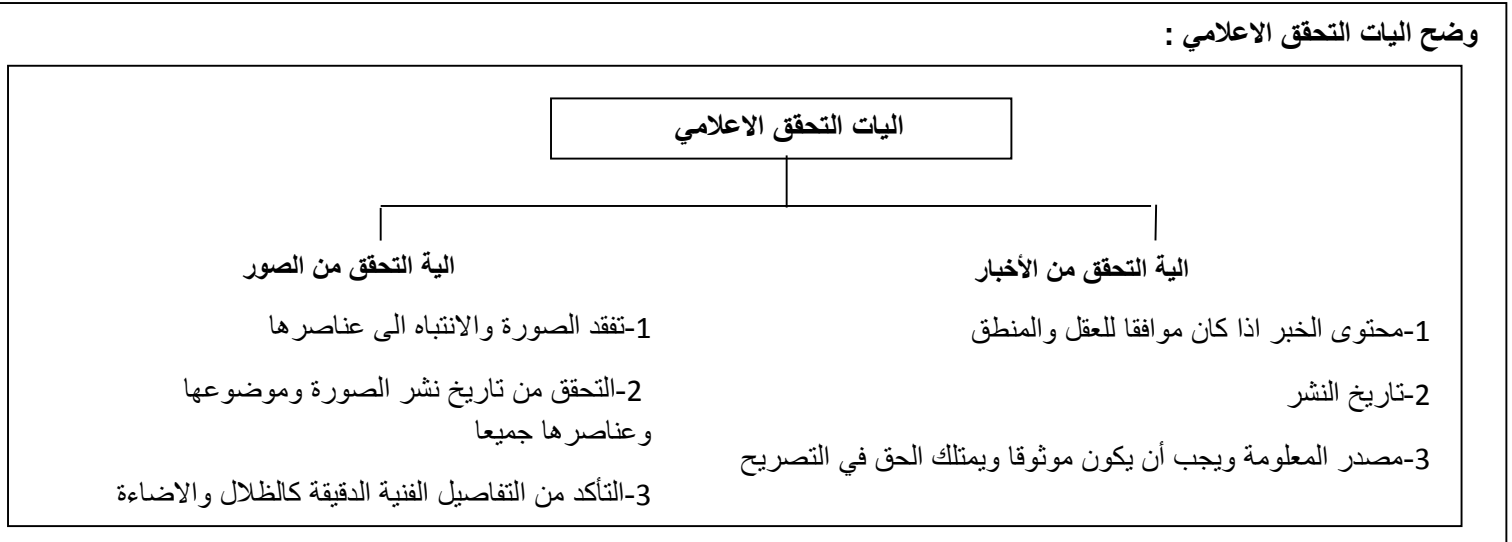 وضح اليات التحقق الاعلامي :
اليات التحقق الاعلامي
الية التحقق من الأخبار
1-محتوى الخبر اذا كان موافقا للعقل والمنطق
2-تاريخ النشر
3-مصدر المعلومة ويجب أن يكون موثوقا ويمتلك الحق في التصريح
الية التحقق من الصور
1-تفقد الصورة والانتباه الى عناصرها
2-التحقق من تاريخ نشر الصورة وموضوعها
وعناصرها جميعا
3-التأكد من التفاصيل الفنية الدقيقة كالظلال والاضاءة